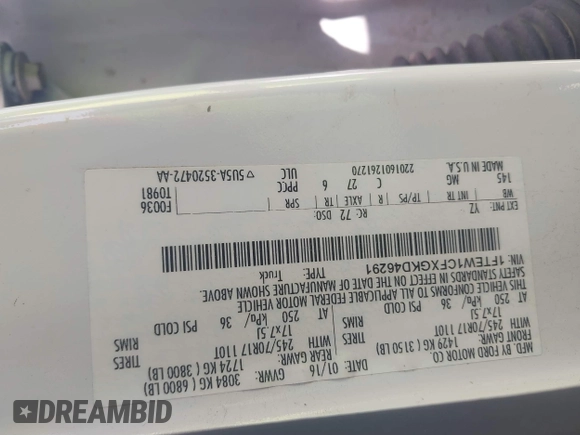 MFD BY FORD MOTOR CO.
DATE: 01/16 GVWR: 3084 KG ( 6800 LB)
FRONT GAWR: 1429 KG ( 3150 LB) REAR GAWR: 1724 KG ( 3800 LB)
245/70R17 110T TIRES WITH 245/70R17 110T TIRES
17x7.5J RIMS 17x7.5J RIMS
AT 250 kPa/ 36 PSI COLD AT 250 kPa/ 36 PSI COLD
THIS VEHICLE CONFORMS TO ALL APPLICABLE FEDERAL MOTOR VEHICLE
SAFETY STANDARDS IN EFFECT ON THE DATE OF MANUFACTURE SHOWN ABOVE.
VIN: 1FTEW1CFXGKD46291 TYPE: Truck
F0036
T0981
EXT PNT: YZ RC: 72 DSO:
WB INT TR TP/PS R AXLE TR SPR
145 MG C 27 6 PPCC
MADE IN U.S.A. 2201601261270 ULC
5U5A-3520472-AA
DREAMBID